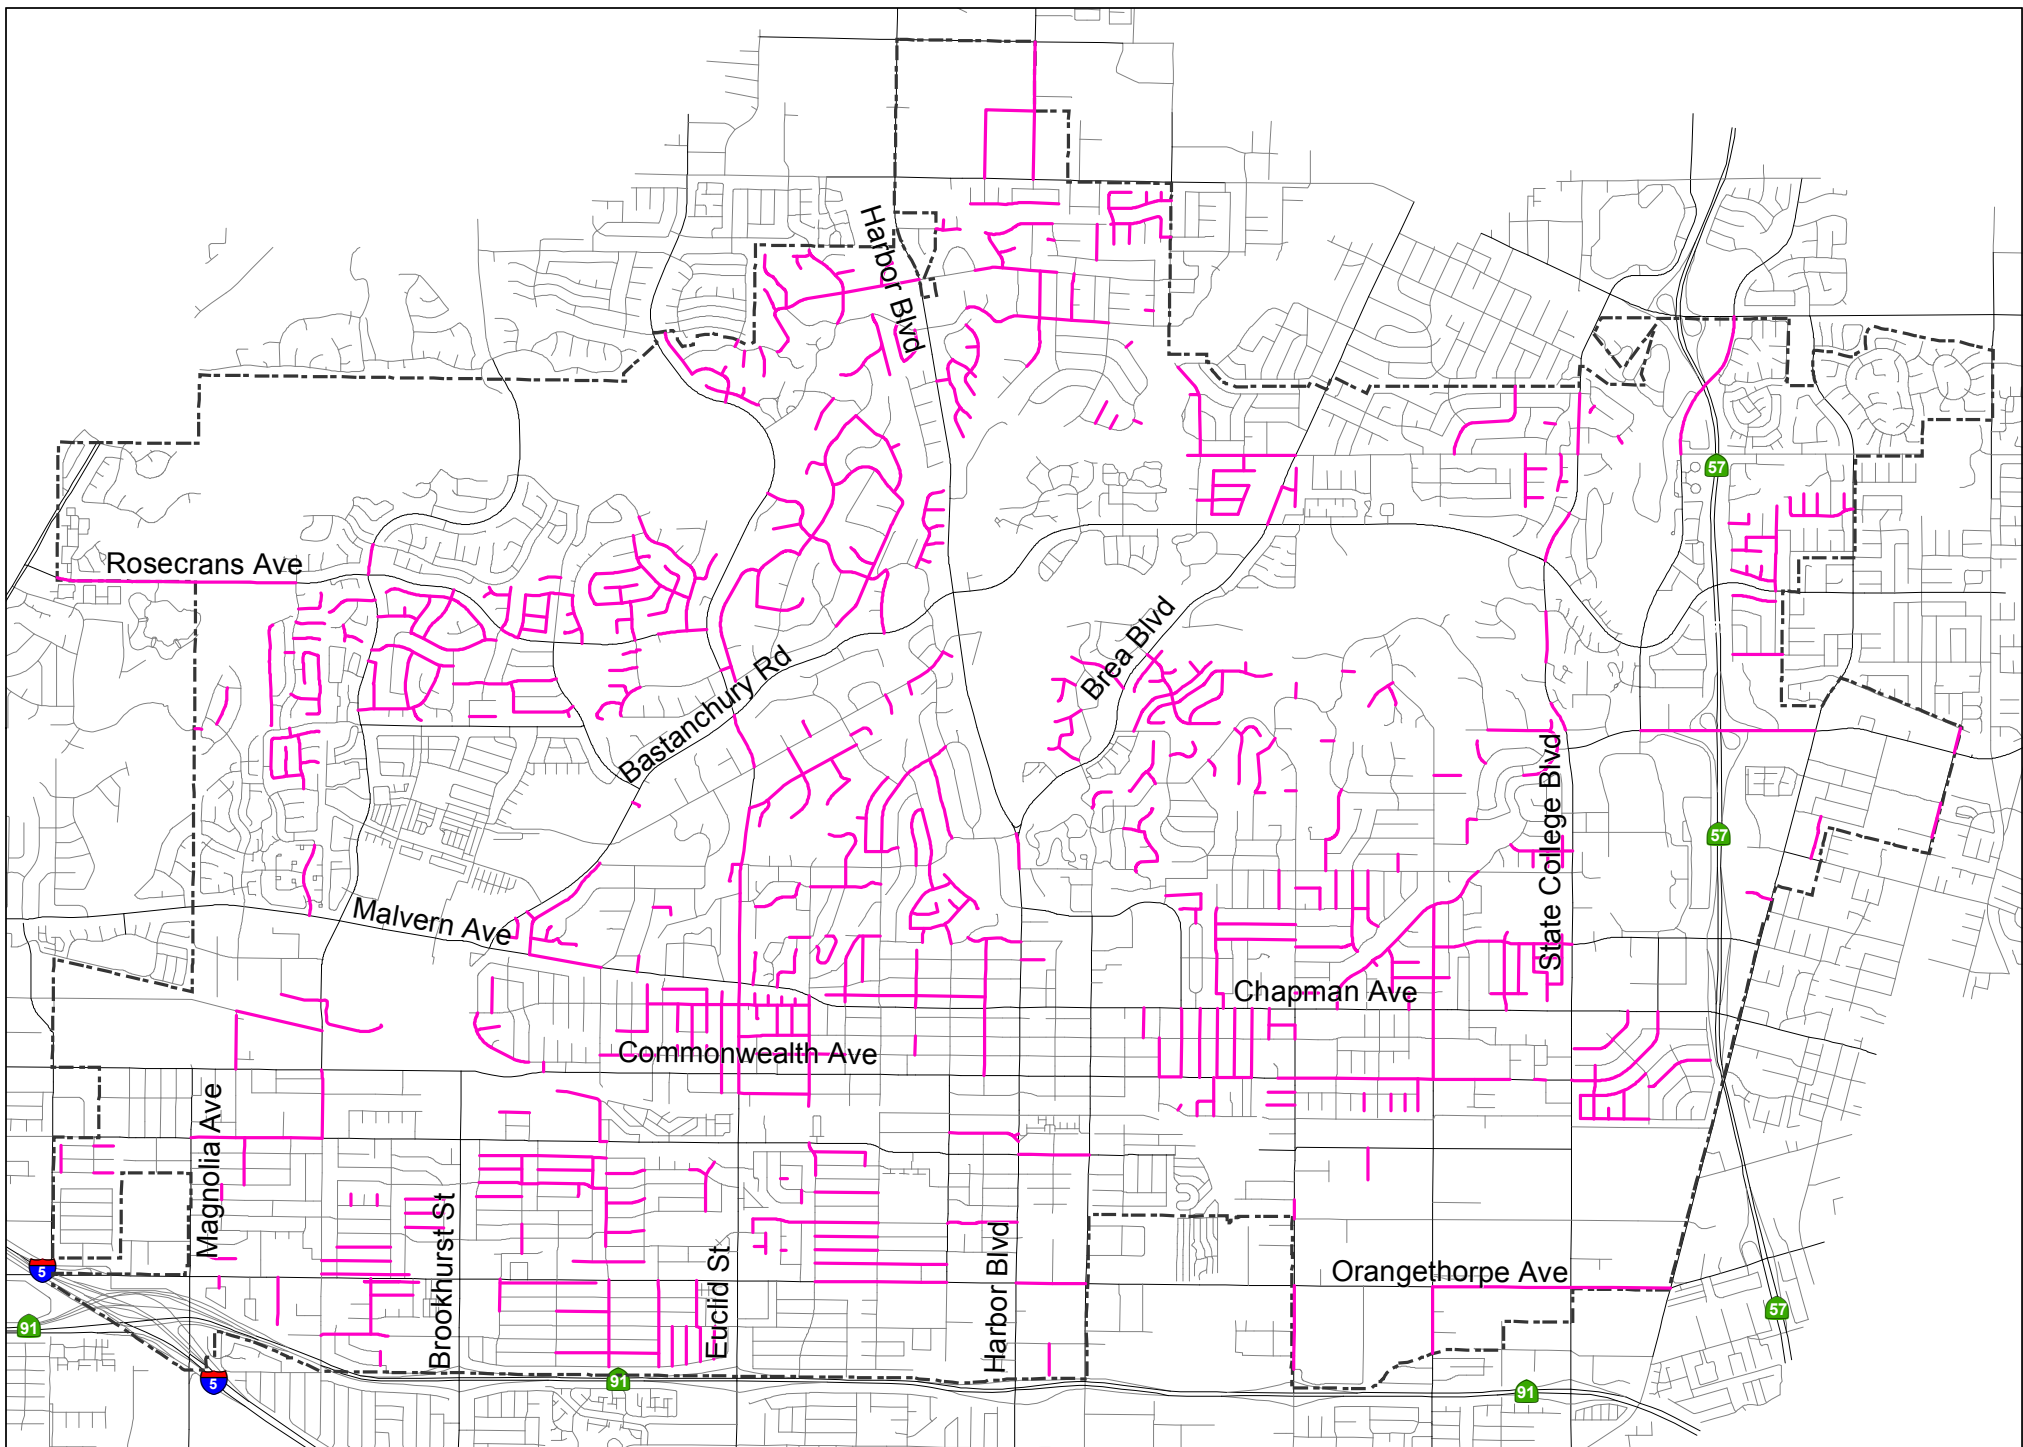 Harbor Blvd
57
Rosecrans Ave
Brea Blvd
Bastanchury Rd
State College Blvd
57
Malvern Ave
Chapman Ave
Commonwealth Ave
Magnolia Ave
Brookhurst St
Euclid St
Harbor Blvd
Orangethorpe Ave
5
91
57
5
91
91